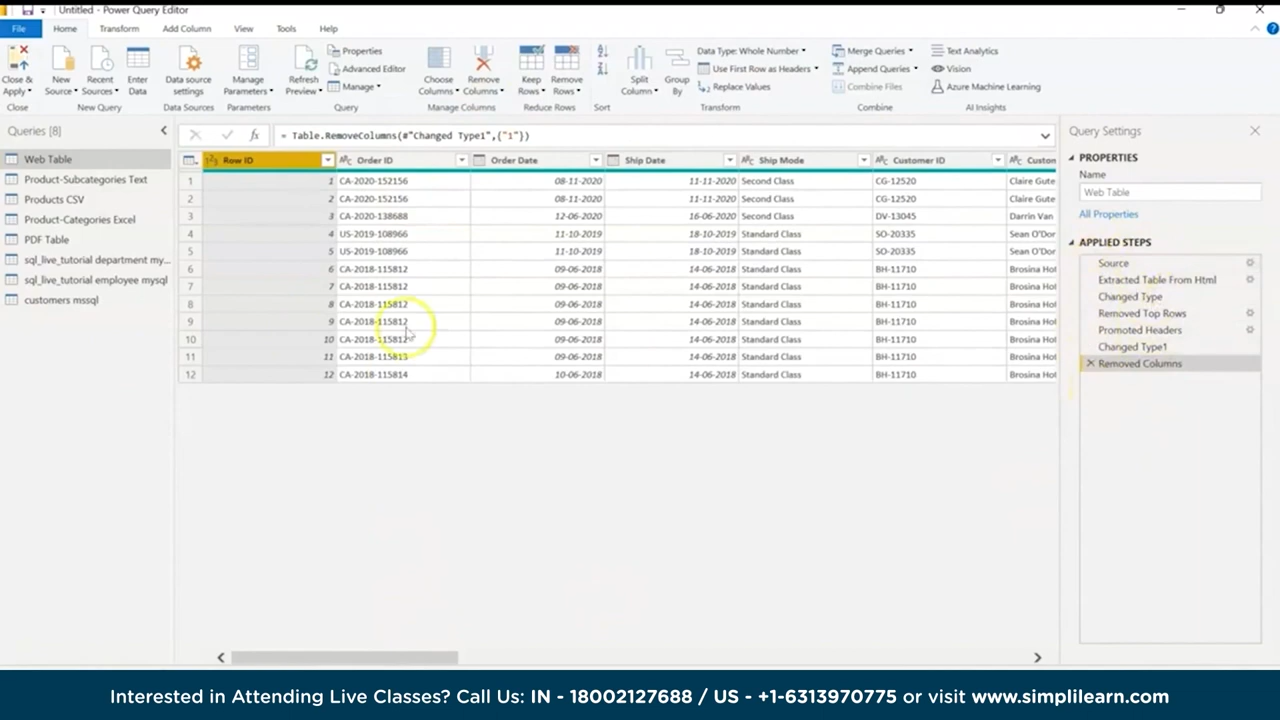 Untitled - Power Query Editor
File Home Transform Add Column View Tools Help
Close & Apply
New Source
Recent Sources
Enter Data
Data source settings
Manage Parameters
Refresh Preview
Properties
Advanced Editor
Manage
Choose Columns
Remove Columns
Keep Rows
Remove Rows
Split Column
Group By
Data Type: Whole Number
Use First Row as Headers
Replace Values
Merge Queries
Append Queries
Combine Files
Text Analytics
Vision
Azure Machine Learning
Close New Query Data Sources Parameters Query Manage Columns Reduce Rows Sort Transform Combine AI Insights
Queries [8]
Web Table
Product-Subcategories Text
Products CSV
Product-Categories Excel
PDF Table
sql_live_tutorial department my...
sql_live_tutorial employee mysql
customers mssql
fx = Table.RemoveColumns(#"Changed Type1",{"1"})
123 Row ID ABC Order ID Order Date Ship Date ABC Ship Mode ABC Customer ID ABC Custon
1 1 CA-2020-152156 08-11-2020 11-11-2020 Second Class CG-12520 Claire Gute
2 2 CA-2020-152156 08-11-2020 11-11-2020 Second Class CG-12520 Claire Gute
3 3 CA-2020-138688 12-06-2020 16-06-2020 Second Class DV-13045 Darrin Van
4 4 US-2019-108966 11-10-2019 18-10-2019 Standard Class SO-20335 Sean O'Dor
5 5 US-2019-108966 11-10-2019 18-10-2019 Standard Class SO-20335 Sean O'Dor
6 6 CA-2018-115812 09-06-2018 14-06-2018 Standard Class BH-11710 Brosina Hof
7 7 CA-2018-115812 09-06-2018 14-06-2018 Standard Class BH-11710 Brosina Hof
8 8 CA-2018-115812 09-06-2018 14-06-2018 Standard Class BH-11710 Brosina Hof
9 9 CA-2018-115812 09-06-2018 14-06-2018 Standard Class BH-11710 Brosina Hof
10 10 CA-2018-115812 09-06-2018 14-06-2018 Standard Class BH-11710 Brosina Hof
11 11 CA-2018-115813 09-06-2018 14-06-2018 Standard Class BH-11710 Brosina Hof
12 12 CA-2018-115814 10-06-2018 14-06-2018 Standard Class BH-11710 Brosina Hof
Query Settings
PROPERTIES
Name
Web Table
All Properties
APPLIED STEPS
Source
Extracted Table From Html
Changed Type
Removed Top Rows
Promoted Headers
Changed Type1
Removed Columns
Interested in Attending Live Classes? Call Us: IN - 18002127688 / US - +1-6313970775 or visit www.simplilearn.com